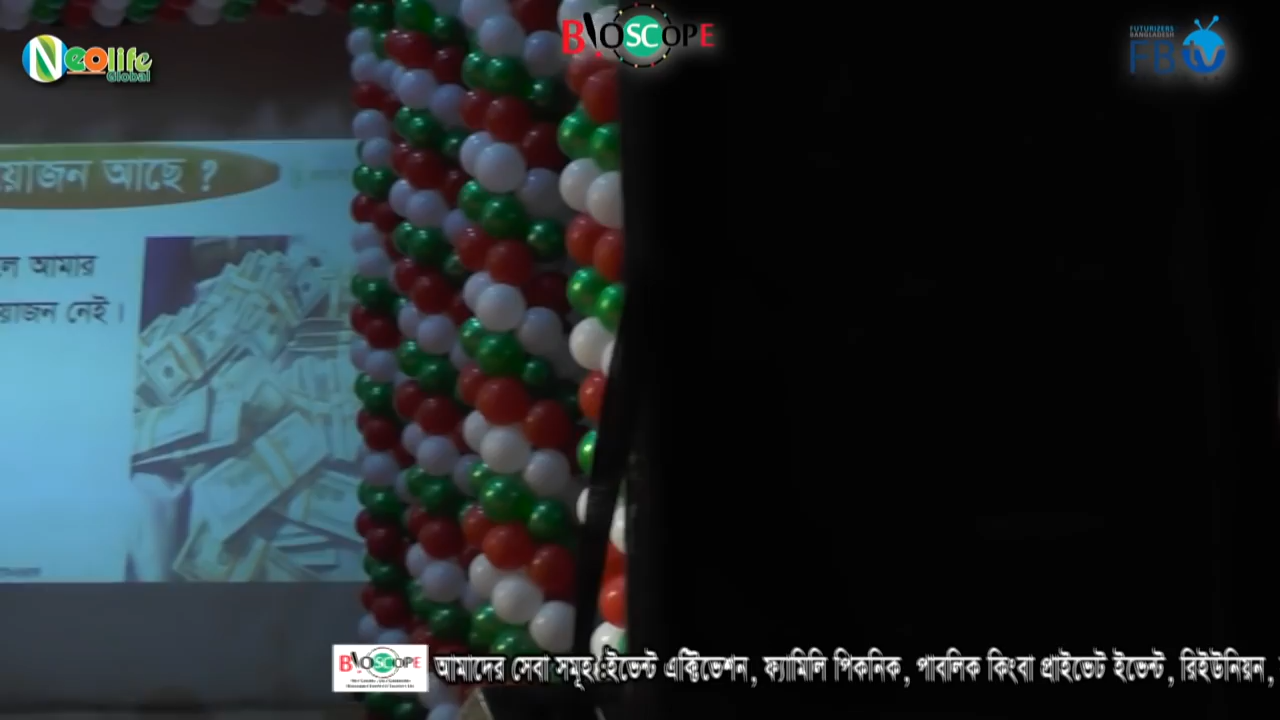 Neolife
Global
BIOSCOPE
FUTURIZERS
BANGLADESH
FBtv
য়োজন আছে ?
লে আমার
য়োজন নেই।
BIOSCOPE
আমাদের সেবা সমূহঃ ইভেন্ট এক্টিভেশন, ফ্যামিলি পিকনিক, পাবলিক কিংবা প্রাইভেট ইভেন্ট, রিইউনিয়ন,